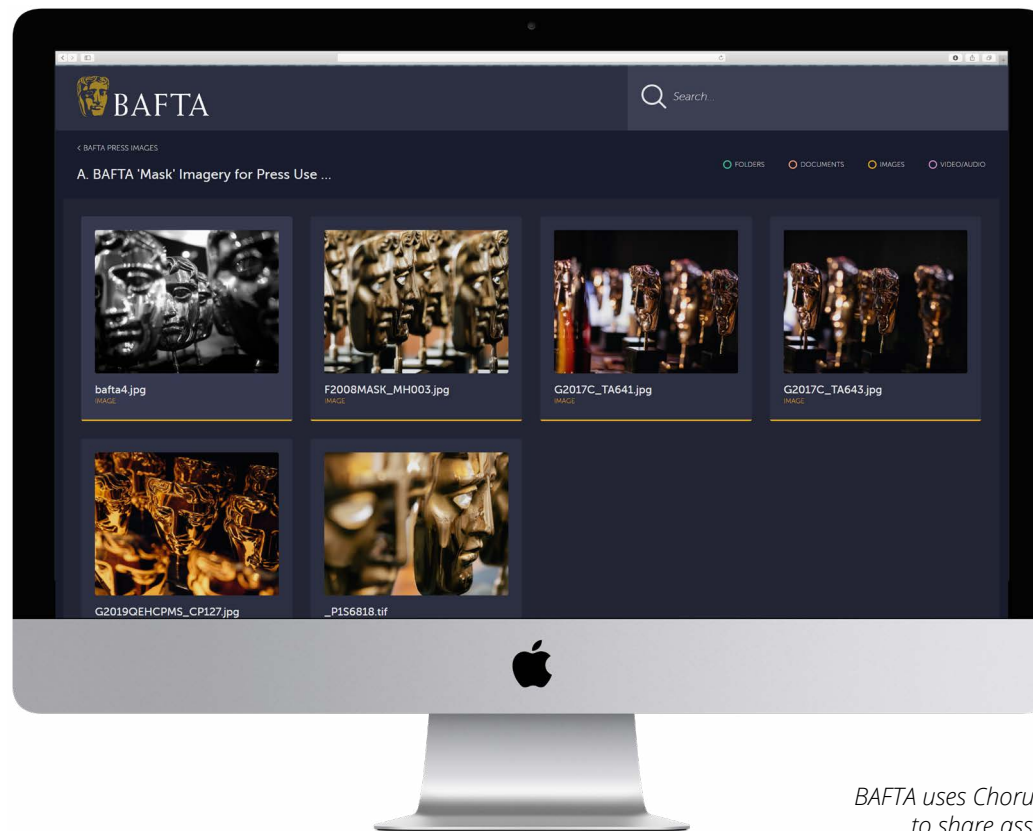 BAFTA
Search...
< BAFTA PRESS IMAGES
A. BAFTA 'Mask' Imagery for Press Use ...
FOLDERS
DOCUMENTS
IMAGES
VIDEO/AUDIO
bafta4.jpg
IMAGE
F2008MASK_MH003.jpg
IMAGE
G2017C_TA641.jpg
IMAGE
G2017C_TA643.jpg
IMAGE
G2019QEHCPMS_CP127.jpg
_P1S6818.tif
BAFTA uses Choru
to share ass